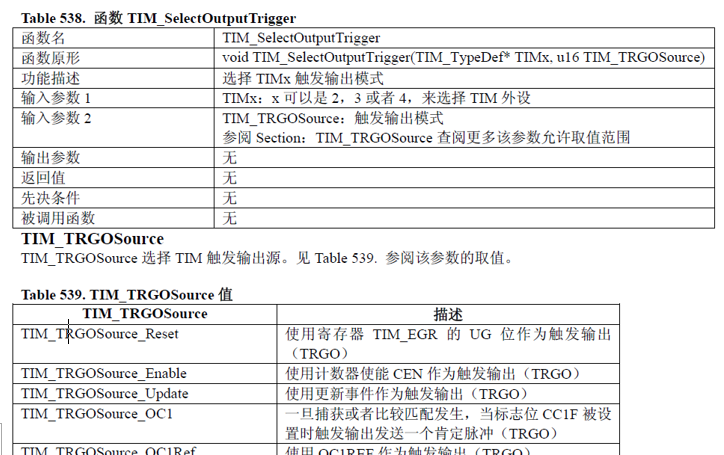 Table 538. 函数 TIM_SelectOutputTrigger
函数名 TIM_SelectOutputTrigger
函数原形 void TIM_SelectOutputTrigger(TIM_TypeDef* TIMx, u16 TIM_TRGOSource)
功能描述 选择 TIMx 触发输出模式
输入参数 1 TIMx：x 可以是 2，3 或者 4，来选择 TIM 外设
输入参数 2 TIM_TRGOSource：触发输出模式
参阅 Section：TIM_TRGOSource 查阅更多该参数允许取值范围
输出参数 无
返回值 无
先决条件 无
被调用函数 无
TIM_TRGOSource
TIM_TRGOSource 选择 TIM 触发输出源。见 Table 539. 参阅该参数的取值。
Table 539. TIM_TRGOSource 值
TIM_TRGOSource 描述
TIM_TRGOSource_Reset 使用寄存器 TIM_EGR 的 UG 位作为触发输出
（TRGO）
TIM_TRGOSource_Enable 使用计数器使能 CEN 作为触发输出（TRGO）
TIM_TRGOSource_Update 使用更新事件作为触发输出（TRGO）
TIM_TRGOSource_OC1 一旦捕获或者比较匹配发生，当标志位 CC1F 被设
置时触发输出发送一个肯定脉冲（TRGO）
TIM_TRGOSource_OC1Ref 使用 OC1REF 作为触发输出（TRGO）